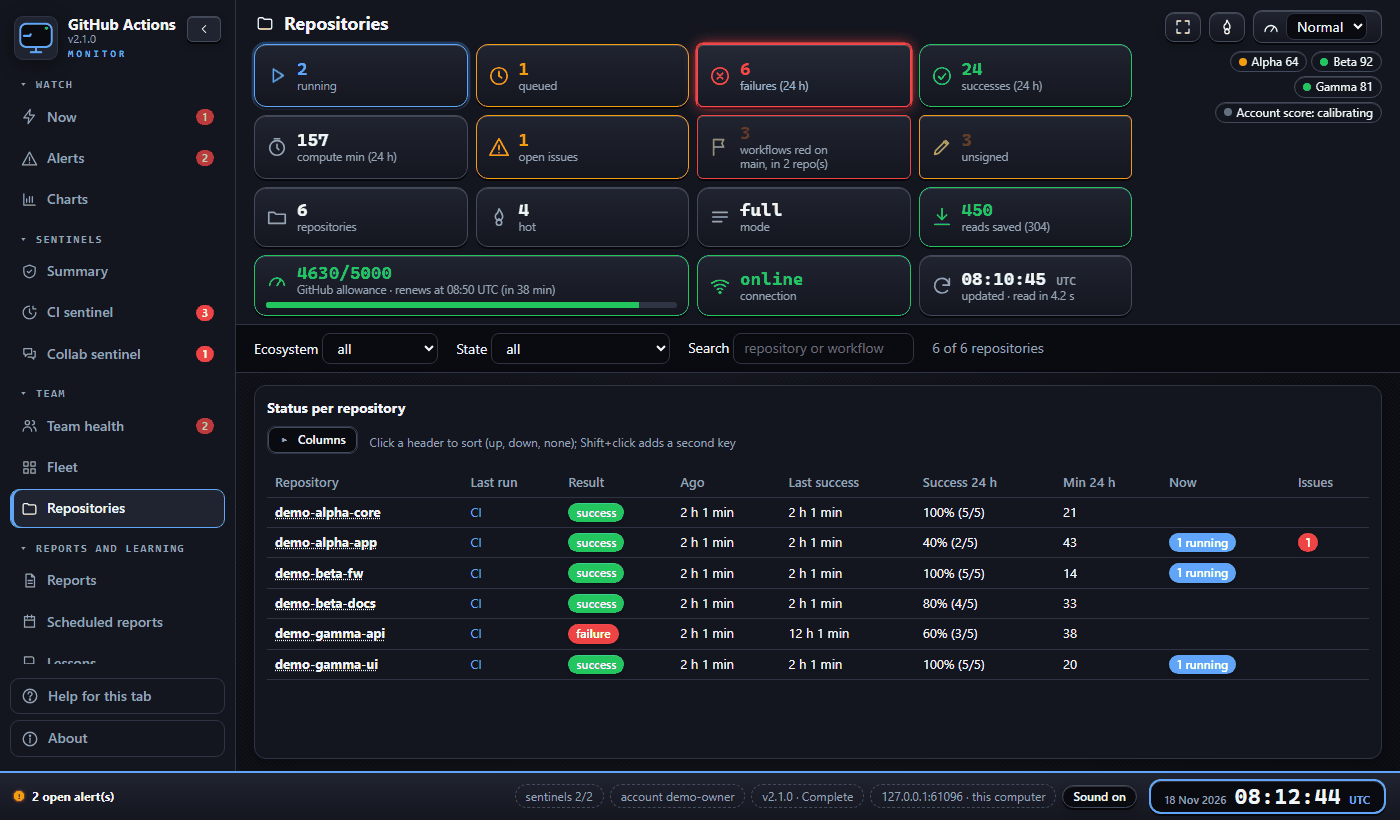 GitHub Actions
v2.1.0
MONITOR
WATCH
Now 1
Alerts 2
Charts
SENTINELS
Summary
CI sentinel 3
Collab sentinel 1
TEAM
Team health 2
Fleet
Repositories
REPORTS AND LEARNING
Reports
Scheduled reports
Lessons
Help for this tab
About
Repositories
Normal
Alpha 64 Beta 92
Gamma 81
Account score: calibrating
2
running
1
queued
6
failures (24 h)
24
successes (24 h)
157
compute min (24 h)
1
open issues
3
workflows red on
main, in 2 repo(s)
3
unsigned
6
repositories
4
hot
full
mode
450
reads saved (304)
4630/5000
GitHub allowance · renews at 08:50 UTC (in 38 min)
online
connection
08:10:45 UTC
updated · read in 4.2 s
Ecosystem all State all Search repository or workflow 6 of 6 repositories
Status per repository
Columns Click a header to sort (up, down, none); Shift+click adds a second key
Repository Last run Result Ago Last success Success 24 h Min 24 h Now Issues
demo-alpha-core CI success 2 h 1 min 2 h 1 min 100% (5/5) 21
demo-alpha-app CI success 2 h 1 min 2 h 1 min 40% (2/5) 43 1 running 1
demo-beta-fw CI success 2 h 1 min 2 h 1 min 100% (5/5) 14 1 running
demo-beta-docs CI success 2 h 1 min 2 h 1 min 80% (4/5) 33
demo-gamma-api CI failure 2 h 1 min 12 h 1 min 60% (3/5) 38
demo-gamma-ui CI success 2 h 1 min 2 h 1 min 100% (5/5) 20 1 running
2 open alert(s)
sentinels 2/2 account demo-owner v2.1.0 · Complete 127.0.0.1:61096 · this computer Sound on 18 Nov 2026 08:12:44 UTC